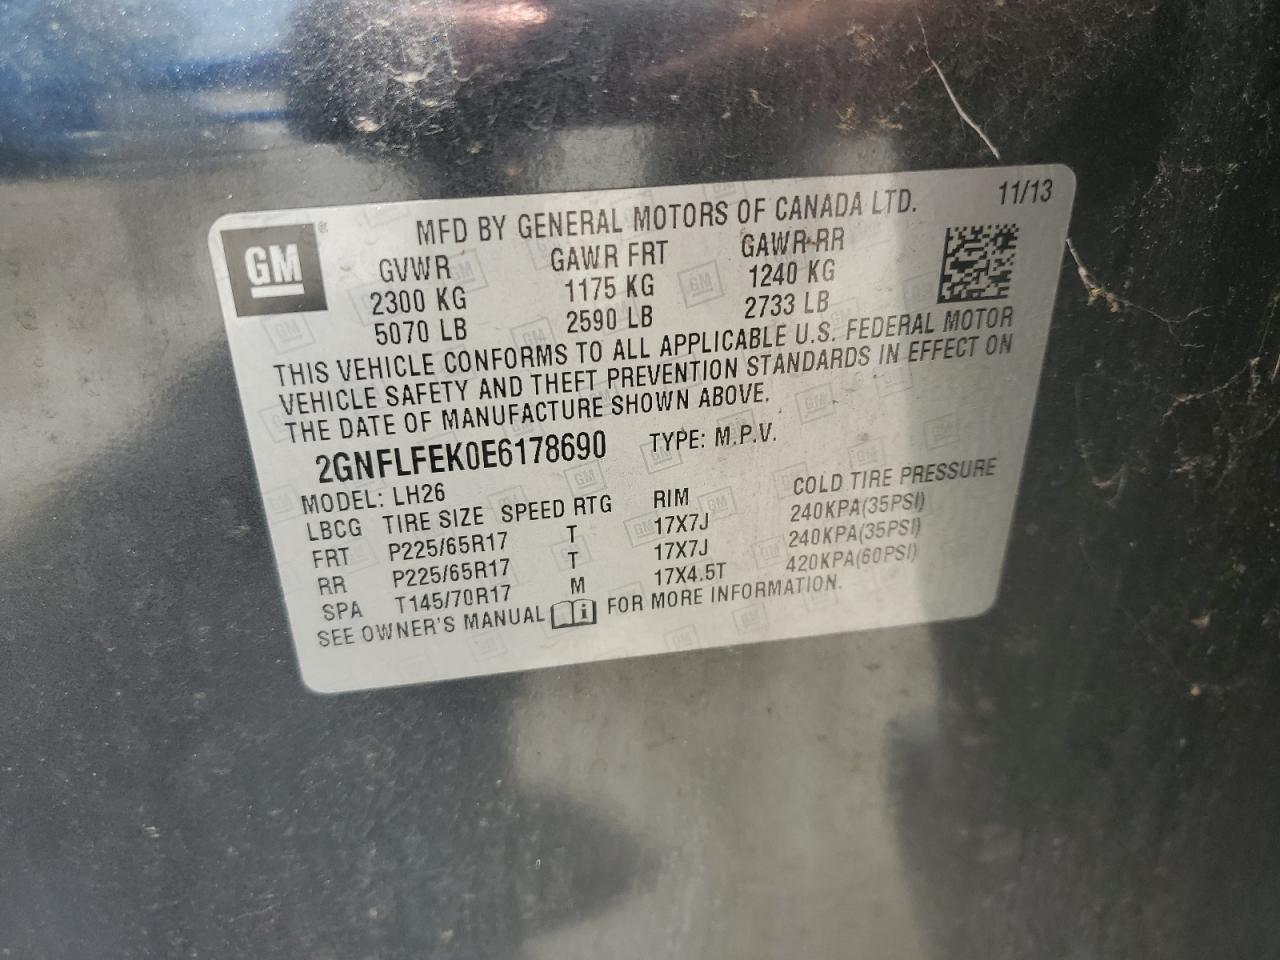 GM
MFD BY GENERAL MOTORS OF CANADA LTD. 11/13
GVWR GAWR FRT GAWR RR
2300 KG 1175 KG 1240 KG
5070 LB 2590 LB 2733 LB
THIS VEHICLE CONFORMS TO ALL APPLICABLE U.S. FEDERAL MOTOR
VEHICLE SAFETY AND THEFT PREVENTION STANDARDS IN EFFECT ON
THE DATE OF MANUFACTURE SHOWN ABOVE.
2GNFLFEK0E6178690 TYPE: M.P.V.
MODEL: LH26
LBCG TIRE SIZE SPEED RTG RIM COLD TIRE PRESSURE
FRT P225/65R17 T 17X7J 240KPA(35PSI)
RR P225/65R17 T 17X7J 240KPA(35PSI)
SPA T145/70R17 M 17X4.5T 420KPA(60PSI)
SEE OWNER'S MANUAL FOR MORE INFORMATION.